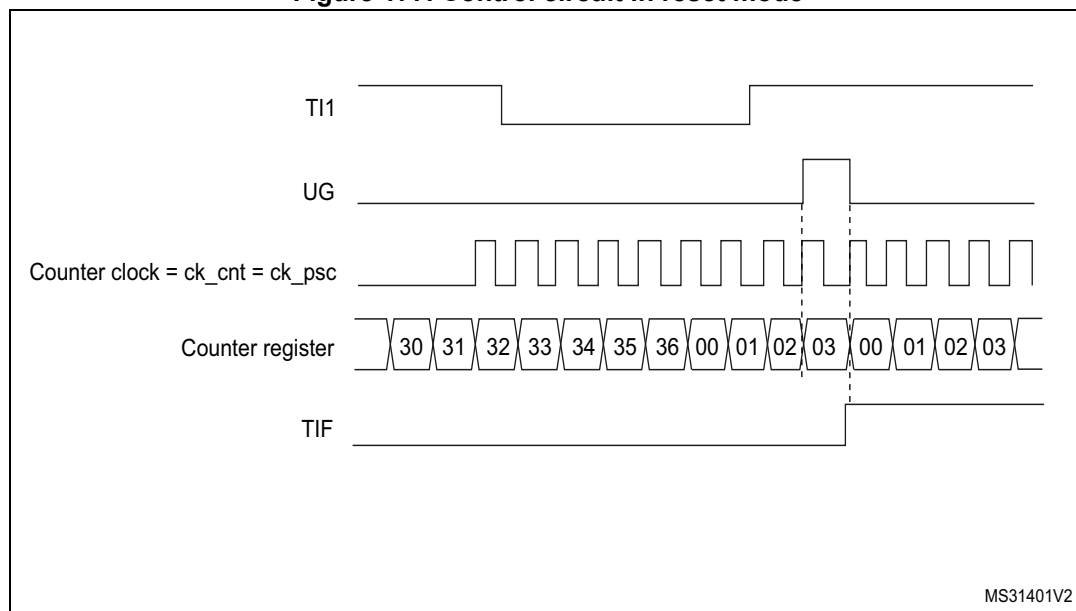 TI1
UG
Counter clock = ck_cnt = ck_psc
Counter register
30 31 32 33 34 35 36 00 01 02 03 00 01 02 03
TIF
MS31401V2